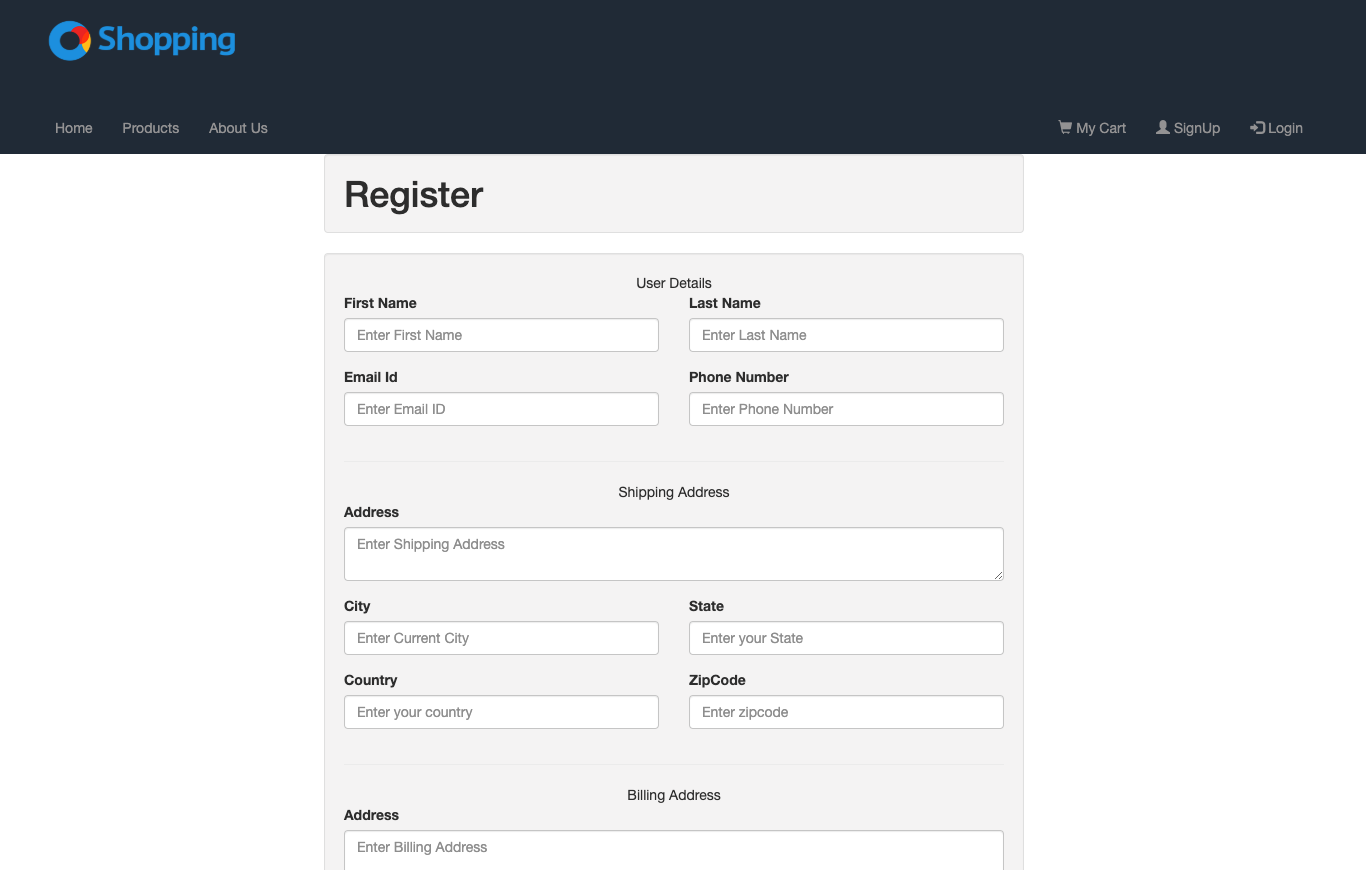 Shopping
Home Products About Us My Cart SignUp Login
Register
User Details
First Name Last Name
Enter First Name Enter Last Name
Email Id Phone Number
Enter Email ID Enter Phone Number
Shipping Address
Address
Enter Shipping Address
City State
Enter Current City Enter your State
Country ZipCode
Enter your country Enter zipcode
Billing Address
Address
Enter Billing Address